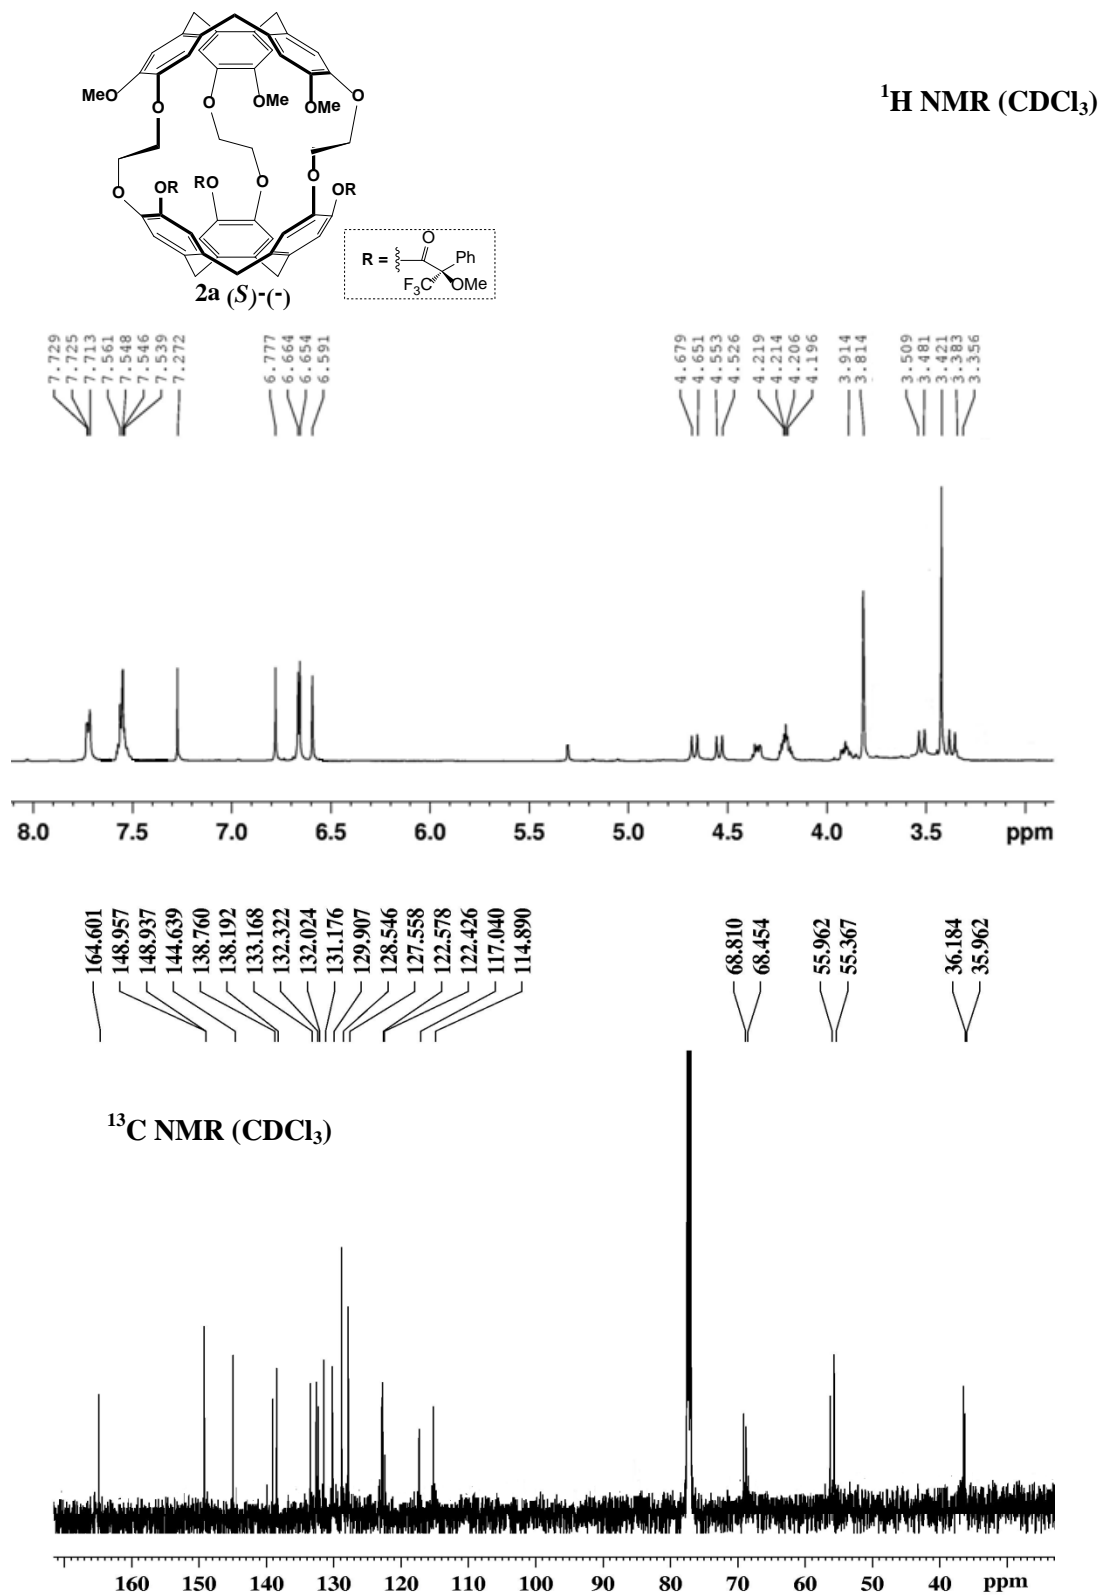 ¹H NMR (CDCl₃)
MeO
O
O
OMe
OMe
O
O
OR
RO
O
O
OR
R =
O
Ph
F₃C
OMe
2a (S)-(-)
7.729
7.725
7.713
7.561
7.548
7.546
7.539
7.272
6.777
6.664
6.654
6.591
4.679
4.651
4.553
4.526
4.219
4.214
4.206
4.196
3.914
3.814
3.509
3.481
3.421
3.383
3.356
8.0 7.5 7.0 6.5 6.0 5.5 5.0 4.5 4.0 3.5 ppm
164.601
148.957
148.937
144.639
138.760
138.192
133.168
132.322
132.024
131.176
129.907
128.546
127.558
122.578
122.426
117.040
114.890
68.810
68.454
55.962
55.367
36.184
35.962
¹³C NMR (CDCl₃)
160 140 130 120 110 100 90 80 70 60 50 40 ppm